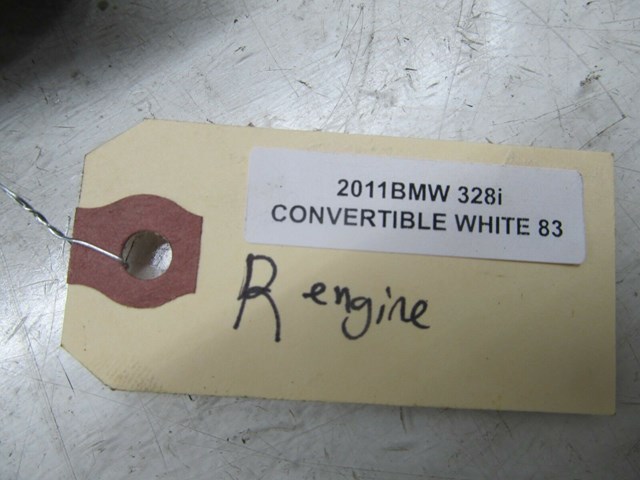 2011BMW 328i
CONVERTIBLE WHITE 83
R engine